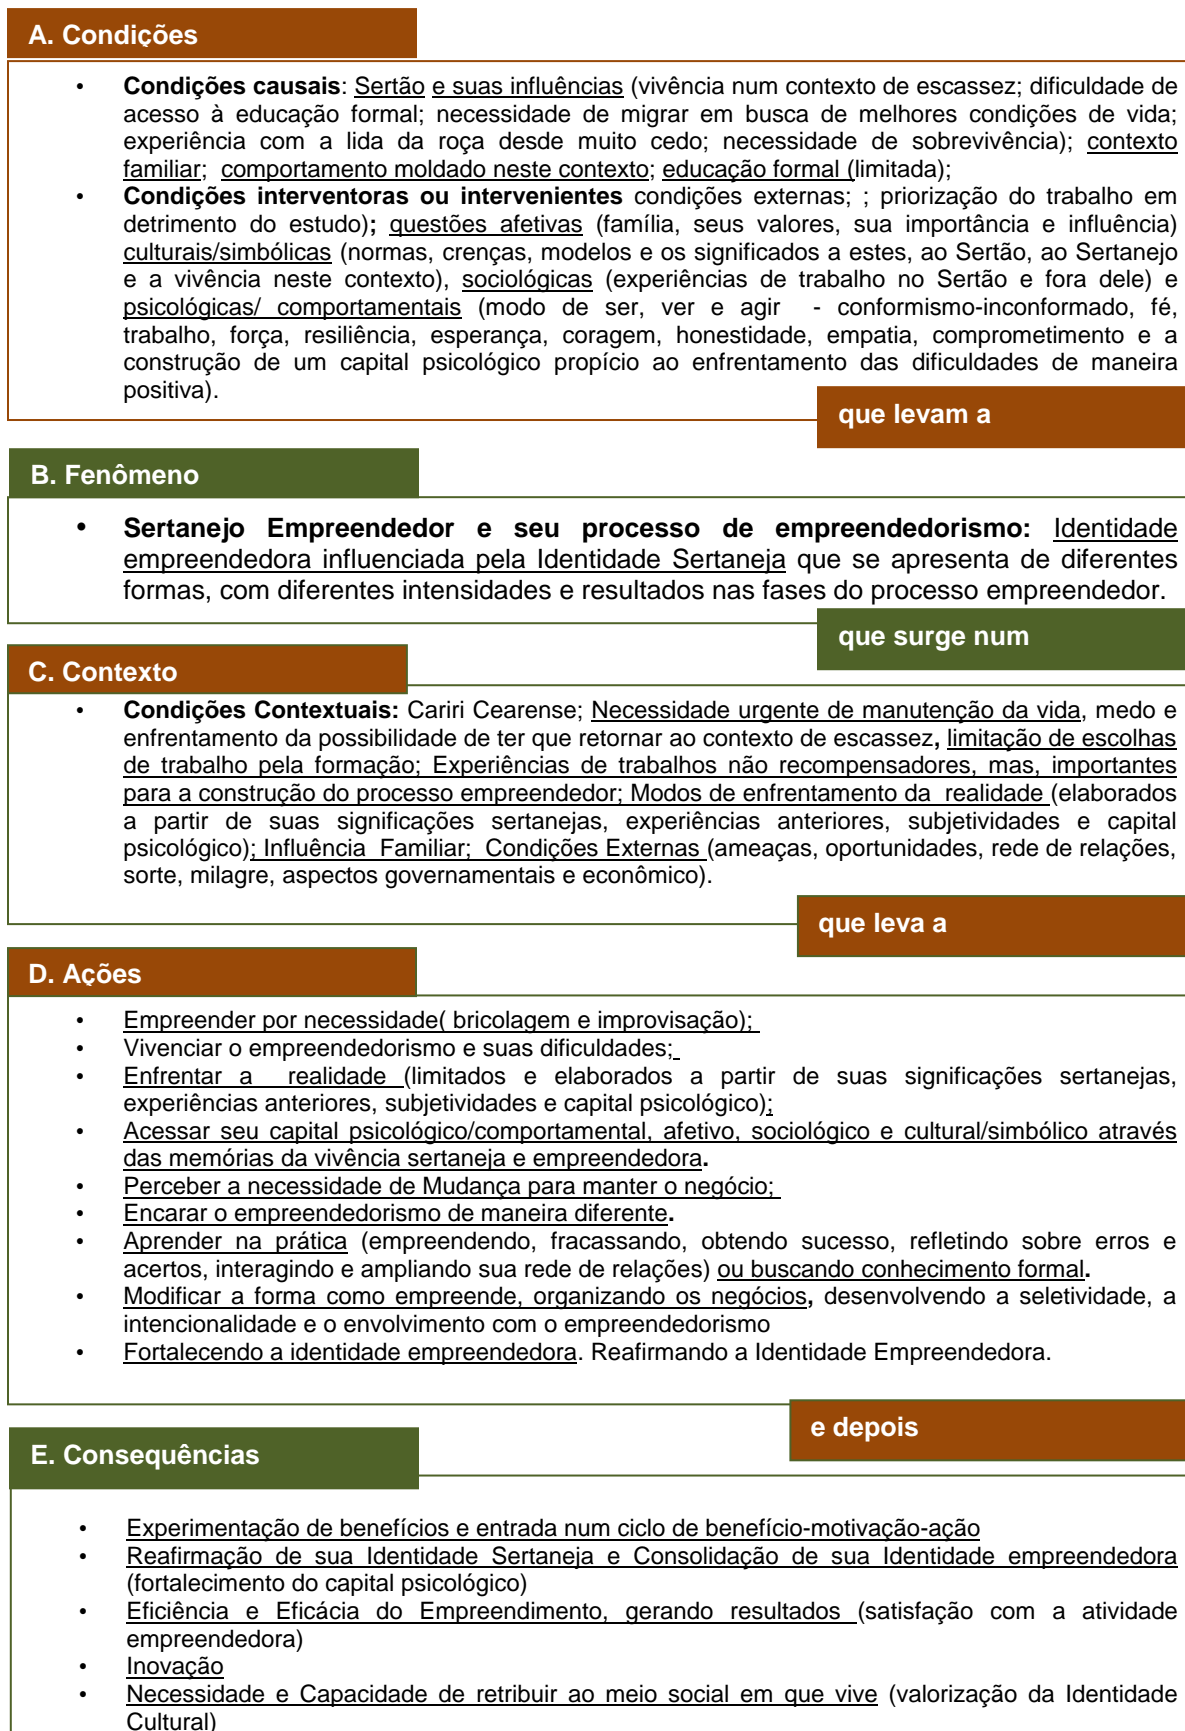 A. Condições
• Condições causais: Sertão e suas influências (vivência num contexto de escassez; dificuldade de
acesso à educação formal; necessidade de migrar em busca de melhores condições de vida;
experiência com a lida da roça desde muito cedo; necessidade de sobrevivência); contexto
familiar; comportamento moldado neste contexto; educação formal (limitada);
• Condições interventoras ou intervenientes condições externas; ; priorização do trabalho em
detrimento do estudo); questões afetivas (família, seus valores, sua importância e influência)
culturais/simbólicas (normas, crenças, modelos e os significados a estes, ao Sertão, ao Sertanejo
e a vivência neste contexto), sociológicas (experiências de trabalho no Sertão e fora dele) e
psicológicas/ comportamentais (modo de ser, ver e agir - conformismo-inconformado, fé,
trabalho, força, resiliência, esperança, coragem, honestidade, empatia, comprometimento e a
construção de um capital psicológico propício ao enfrentamento das dificuldades de maneira
positiva).
que levam a
B. Fenômeno
• Sertanejo Empreendedor e seu processo de empreendedorismo: Identidade
empreendedora influenciada pela Identidade Sertaneja que se apresenta de diferentes
formas, com diferentes intensidades e resultados nas fases do processo empreendedor.
que surge num
C. Contexto
• Condições Contextuais: Cariri Cearense; Necessidade urgente de manutenção da vida, medo e
enfrentamento da possibilidade de ter que retornar ao contexto de escassez, limitação de escolhas
de trabalho pela formação; Experiências de trabalhos não recompensadores, mas, importantes
para a construção do processo empreendedor; Modos de enfrentamento da realidade (elaborados
a partir de suas significações sertanejas, experiências anteriores, subjetividades e capital
psicológico); Influência Familiar; Condições Externas (ameaças, oportunidades, rede de relações,
sorte, milagre, aspectos governamentais e econômico).
que leva a
D. Ações
• Empreender por necessidade( bricolagem e improvisação);
• Vivenciar o empreendedorismo e suas dificuldades;
• Enfrentar a realidade (limitados e elaborados a partir de suas significações sertanejas,
experiências anteriores, subjetividades e capital psicológico);
• Acessar seu capital psicológico/comportamental, afetivo, sociológico e cultural/simbólico através
das memórias da vivência sertaneja e empreendedora.
• Perceber a necessidade de Mudança para manter o negócio;
• Encarar o empreendedorismo de maneira diferente.
• Aprender na prática (empreendendo, fracassando, obtendo sucesso, refletindo sobre erros e
acertos, interagindo e ampliando sua rede de relações) ou buscando conhecimento formal.
• Modificar a forma como empreende, organizando os negócios, desenvolvendo a seletividade, a
intencionalidade e o envolvimento com o empreendedorismo
• Fortalecendo a identidade empreendedora. Reafirmando a Identidade Empreendedora.
e depois
E. Consequências
• Experimentação de benefícios e entrada num ciclo de benefício-motivação-ação
• Reafirmação de sua Identidade Sertaneja e Consolidação de sua Identidade empreendedora
(fortalecimento do capital psicológico)
• Eficiência e Eficácia do Empreendimento, gerando resultados (satisfação com a atividade
empreendedora)
• Inovação
• Necessidade e Capacidade de retribuir ao meio social em que vive (valorização da Identidade
Cultural)